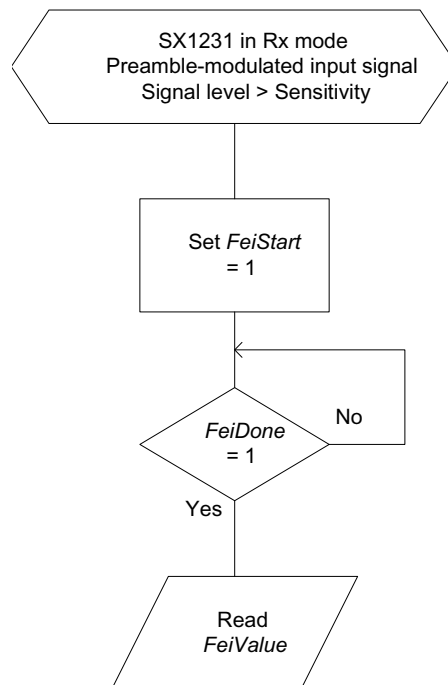 SX1231 in Rx mode
Preamble-modulated input signal
Signal level > Sensitivity
Set FeiStart
= 1
FeiDone
= 1
No
Yes
Read
FeiValue